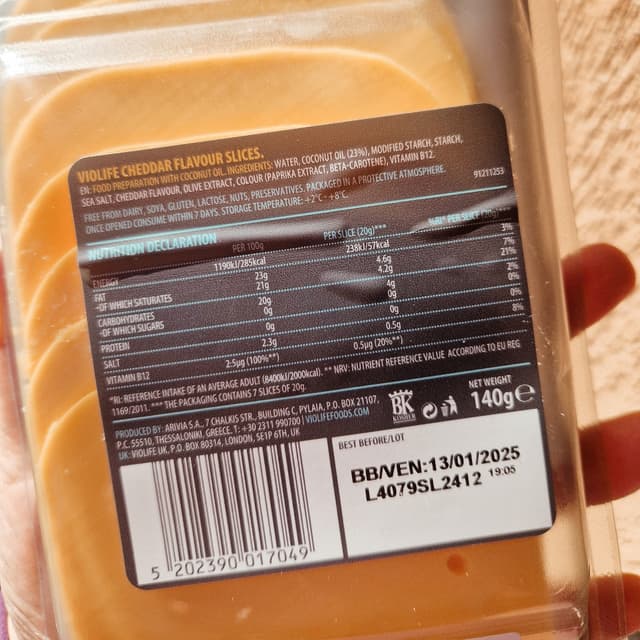 VIOLIFE CHEDDAR FLAVOUR SLICES.
EN: FOOD PREPARATION WITH COCONUT OIL. INGREDIENTS: WATER, COCONUT OIL (23%), MODIFIED STARCH, STARCH,
SEA SALT, CHEDDAR FLAVOUR, OLIVE EXTRACT, COLOUR (PAPRIKA EXTRACT, BETA-CAROTENE), VITAMIN B12.
FREE FROM DAIRY, SOYA, GLUTEN, LACTOSE, NUTS, PRESERVATIVES. PACKAGED IN A PROTECTIVE ATMOSPHERE.
ONCE OPENED CONSUME WITHIN 7 DAYS. STORAGE TEMPERATURE: +2°C - +8°C.
91211253
NUTRITION DECLARATION PER 100g PER SLICE (20g)*** %RI* PER SLICE
ENERGY 1190kJ/285kcal 238kJ/57kcal 3%
FAT 23g 4.6g 7%
-OF WHICH SATURATES 21g 4.2g 21%
CARBOHYDRATES 20g 4g 2%
-OF WHICH SUGARS 0g 0g 0%
PROTEIN 0g 0g 0%
SALT 2.3g 0.5g 8%
VITAMIN B12 2.5μg (100%**) 0.5μg (20%**)
*RI: REFERENCE INTAKE OF AN AVERAGE ADULT (8400kJ/2000kcal). ** NRV: NUTRIENT REFERENCE VALUE ACCORDING TO EU REG
1169/2011. *** THE PACKAGING CONTAINS 7 SLICES OF 20g.
PRODUCED BY: ARIVIA S.A., 7 CHALKIS STR., BUILDING C, PYLAIA, P.O. BOX 21107,
P.C. 55510, THESSALONIKI, GREECE. T: +30 2311 990700 | VIOLIFEFOODS.COM
UK: VIOLIFE UK, P.O. BOX 80314, LONDON, SE1P 6TH, UK
BK
KOSHER
NET WEIGHT
140g e
BEST BEFORE/LOT
BB/VEN:13/01/2025
L4079SL2412 19:05
5 202390 017049